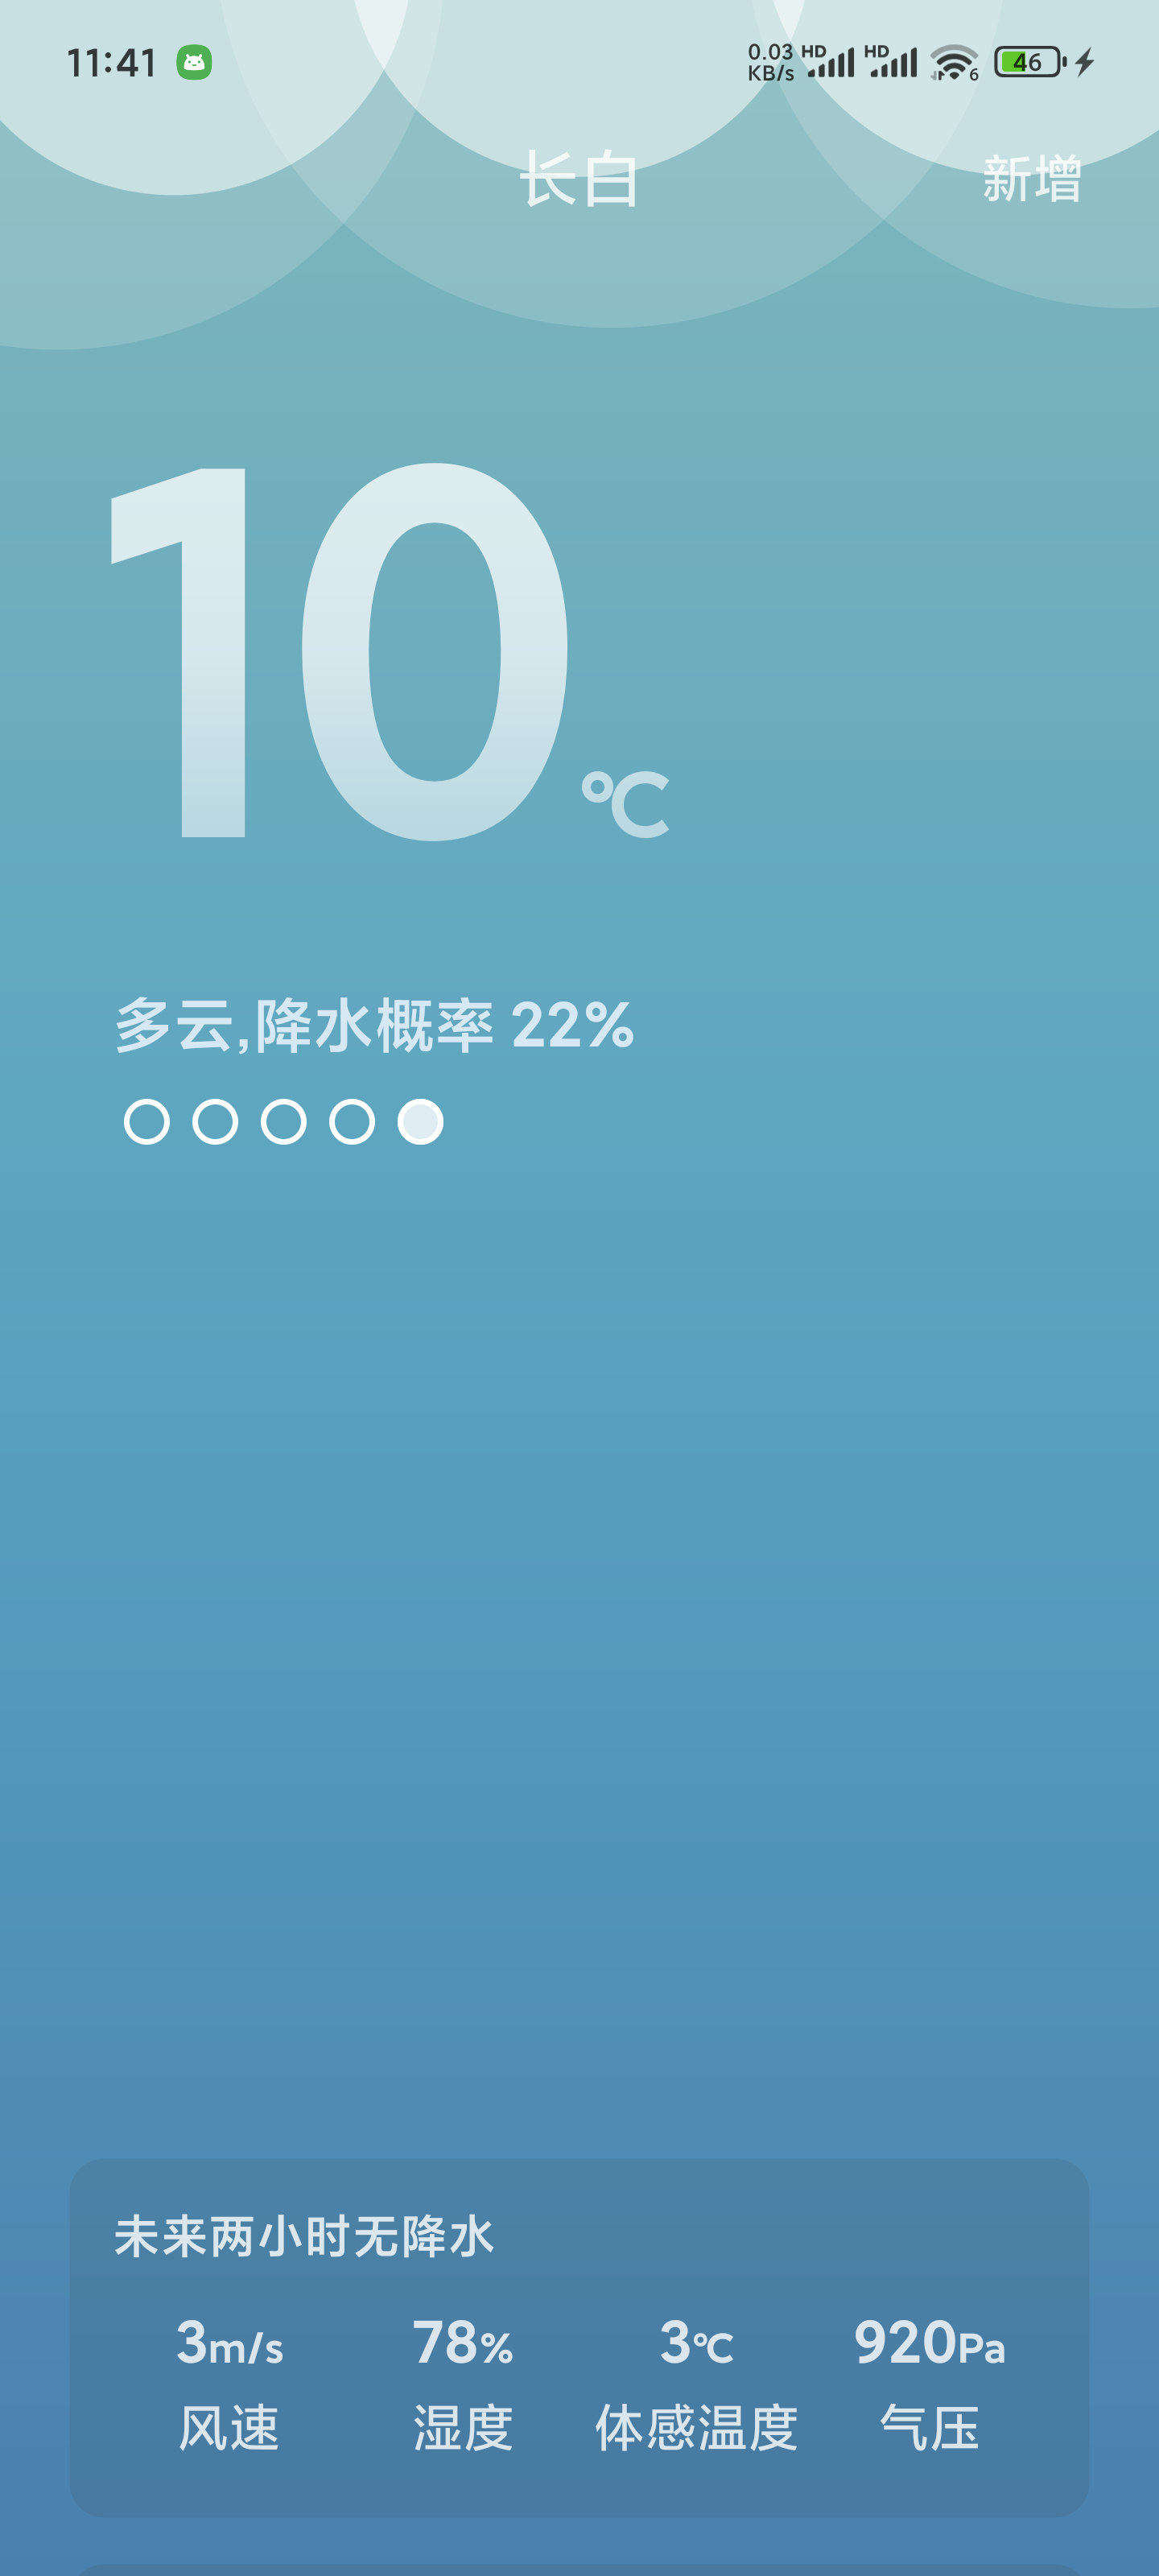 11:41
0.03 KB/s HD HD 6 46
长白
新增
10℃
多云,降水概率 22%
未来两小时无降水
3m/s 78% 3℃ 920Pa
风速 湿度 体感温度 气压